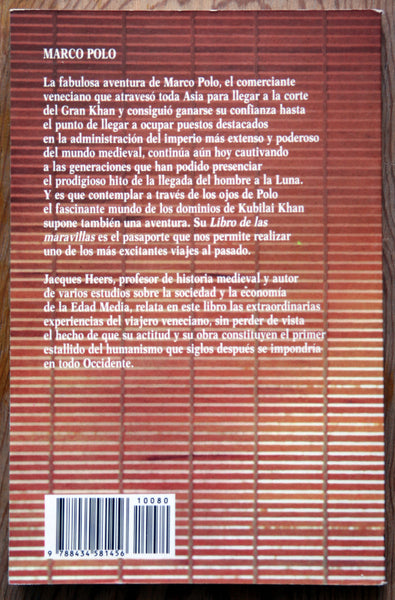 MARCO POLO
La fabulosa aventura de Marco Polo, el comerciante
veneciano que atravesó toda Asia para llegar a la corte
del Gran Khan y consiguió ganarse su confianza hasta
el punto de llegar a ocupar puestos destacados
en la administración del imperio más extenso y poderoso
del mundo medieval, continúa aún hoy cautivando
a las generaciones que han podido presenciar
el prodigioso hito de la llegada del hombre a la Luna.
Y es que contemplar a través de los ojos de Polo
el fascinante mundo de los dominios de Kubilai Khan
supone también una aventura. Su Libro de las
maravillas es el pasaporte que nos permite realizar
uno de los más excitantes viajes al pasado.
Jacques Heers, profesor de historia medieval y autor
de varios estudios sobre la sociedad y la economía
de la Edad Media, relata en este libro las extraordinarias
experiencias del viajero veneciano, sin perder de vista
el hecho de que su actitud y su obra constituyen el primer
estallido del humanismo que siglos después se impondría
en todo Occidente.
10080
9 788434 581456